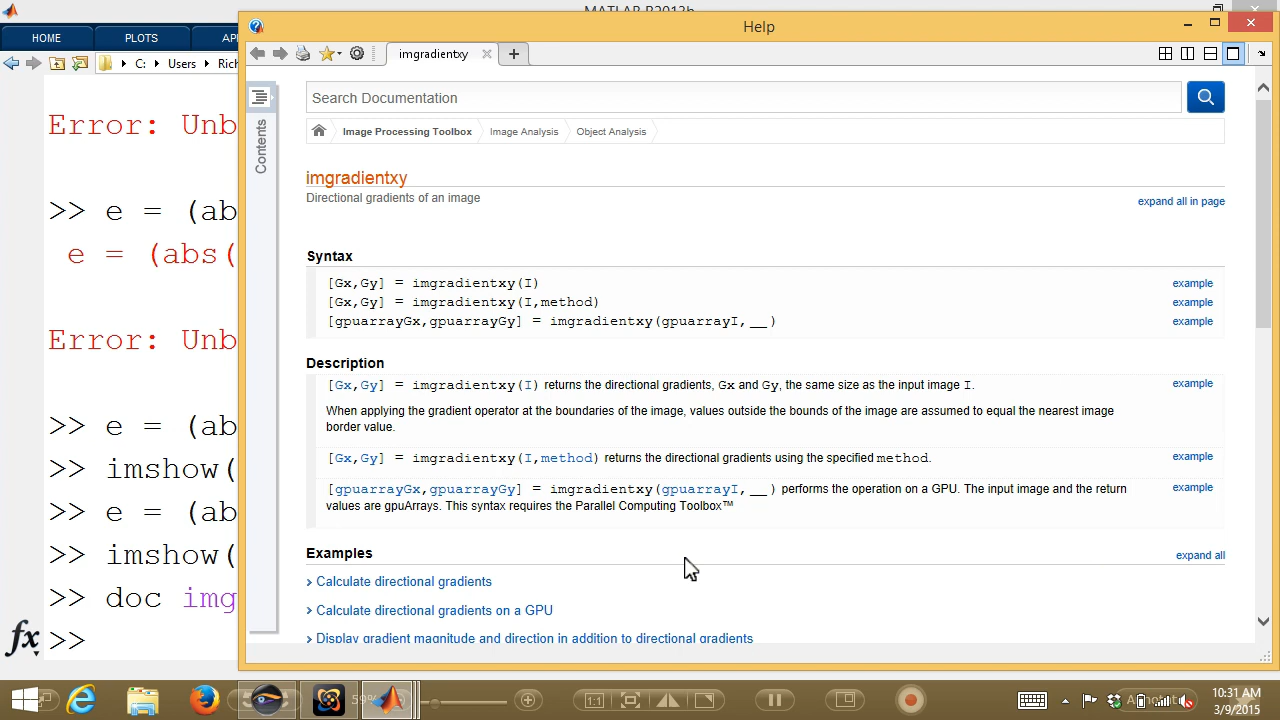 MATLAB R2013b
Help
HOME
PLOTS
AP
imgradientxy
C:
Users
Rich
Search Documentation
Image Processing Toolbox
Image Analysis
Object Analysis
Contents
imgradientxy
Directional gradients of an image
expand all in page
Syntax
[Gx,Gy] = imgradientxy(I)
example
[Gx,Gy] = imgradientxy(I,method)
example
[gpuarrayGx,gpuarrayGy] = imgradientxy(gpuarrayI,__)
example
Description
[Gx,Gy] = imgradientxy(I) returns the directional gradients, Gx and Gy, the same size as the input image I.
example
When applying the gradient operator at the boundaries of the image, values outside the bounds of the image are assumed to equal the nearest image
border value.
[Gx,Gy] = imgradientxy(I,method) returns the directional gradients using the specified method.
example
[gpuarrayGx,gpuarrayGy] = imgradientxy(gpuarrayI,__) performs the operation on a GPU. The input image and the return
example
values are gpuArrays. This syntax requires the Parallel Computing Toolbox™
Examples
expand all
Calculate directional gradients
Calculate directional gradients on a GPU
Display gradient magnitude and direction in addition to directional gradients
Error: Unb
>> e = (ab
e = (abs(
Error: Unb
>> e = (ab
>> imshow(
>> e = (ab
>> imshow(
>> doc img
fx >>
1:1
10:31 AM
3/9/2015